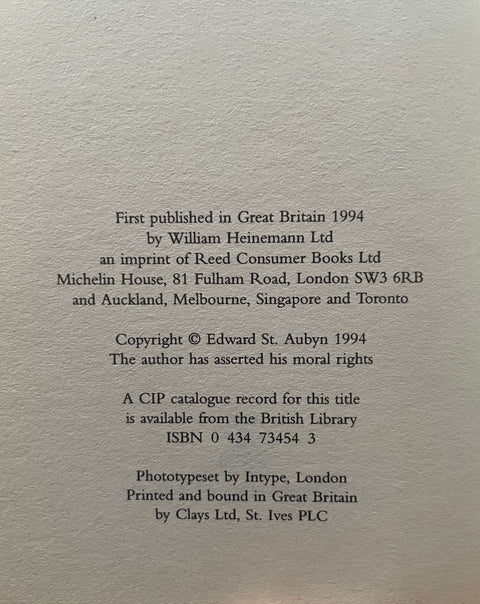 First published in Great Britain 1994
by William Heinemann Ltd
an imprint of Reed Consumer Books Ltd
Michelin House, 81 Fulham Road, London SW3 6RB
and Auckland, Melbourne, Singapore and Toronto
Copyright © Edward St. Aubyn 1994
The author has asserted his moral rights
A CIP catalogue record for this title
is available from the British Library
ISBN 0 434 73454 3
Phototypeset by Intype, London
Printed and bound in Great Britain
by Clays Ltd, St. Ives PLC